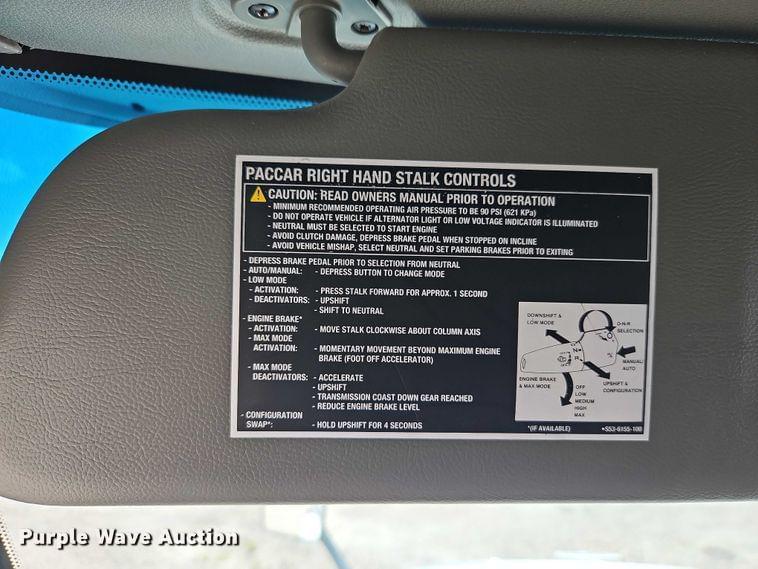 PACCAR RIGHT HAND STALK CONTROLS
CAUTION: READ OWNERS MANUAL PRIOR TO OPERATION
- MINIMUM RECOMMENDED OPERATING AIR PRESSURE TO BE 90 PSI (621 KPa)
- DO NOT OPERATE VEHICLE IF ALTERNATOR LIGHT OR LOW VOLTAGE INDICATOR IS ILLUMINATED
- NEUTRAL MUST BE SELECTED TO START ENGINE
- AVOID CLUTCH DAMAGE, DEPRESS BRAKE PEDAL WHEN STOPPED ON INCLINE
- AVOID VEHICLE MISHAP, SELECT NEUTRAL AND SET PARKING BRAKES PRIOR TO EXITING
- DEPRESS BRAKE PEDAL PRIOR TO SELECTION FROM NEUTRAL
- AUTO/MANUAL: - DEPRESS BUTTON TO CHANGE MODE
- LOW MODE
- ACTIVATION: - PRESS STALK FORWARD FOR APPROX. 1 SECOND
- DEACTIVATORS: - UPSHIFT
- SHIFT TO NEUTRAL
- ENGINE BRAKE*
- ACTIVATION: - MOVE STALK CLOCKWISE ABOUT COLUMN AXIS
- MAX MODE
ACTIVATION: - MOMENTARY MOVEMENT BEYOND MAXIMUM ENGINE
BRAKE (FOOT OFF ACCELERATOR)
- MAX MODE
DEACTIVATORS: - ACCELERATE
- UPSHIFT
- TRANSMISSION COAST DOWN GEAR REACHED
- REDUCE ENGINE BRAKE LEVEL
- CONFIGURATION
SWAP*: - HOLD UPSHIFT FOR 4 SECONDS
DOWNSHIFT &
LOW MODE
D-N-R
SELECTION
N
R
MANUAL/
AUTO
ENGINE BRAKE
& MAX MODE
UPSHIFT &
CONFIGURATION
OFF
LOW
MEDIUM
HIGH
MAX
*(IF AVAILABLE)
•S53-6155-10B
Purple Wave Auction